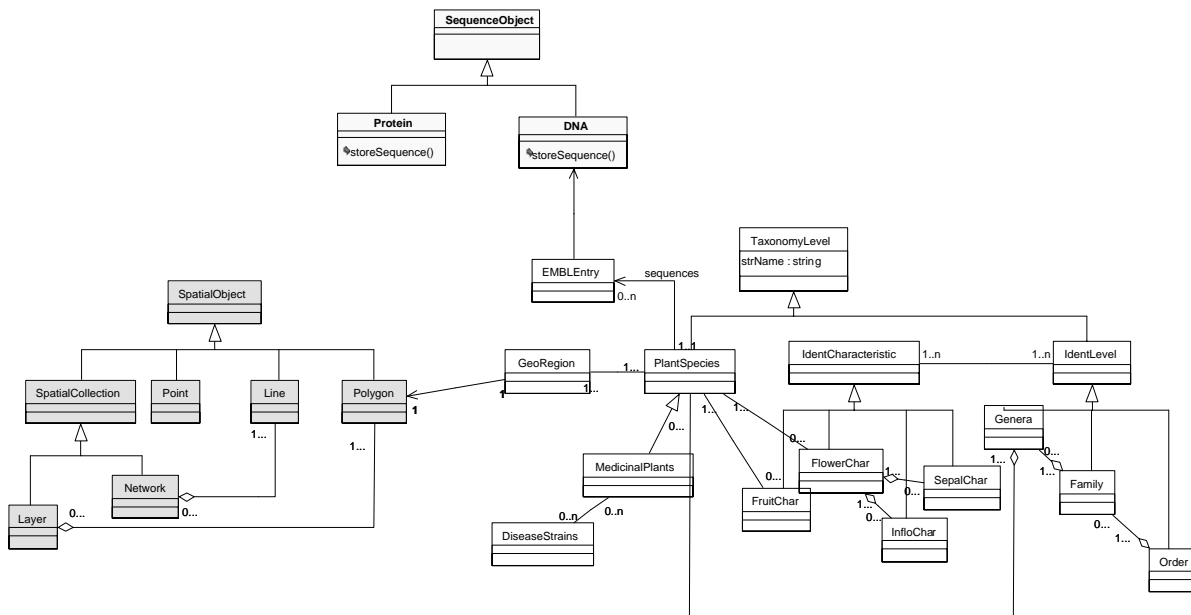 SequenceObject
Protein
storeSequence()
DNA
storeSequence()
TaxonomyLevel
strName : string
EMBLEntry
sequences
0..n
SpatialObject
1..1
GeoRegion
1...
1...
PlantSpecies
IdentCharacteristic
1..n
1..n
IdentLevel
SpatialCollection
Point
Line
Polygon
1
1
1...
1...
0...
1...
1...
Genera
MedicinalPlants
0...
FlowerChar
1...
0...
SepalChar
1...
0...
1...
Family
Network
0...
Layer
0...
0..n
0..n
DiseaseStrains
0...
FruitChar
1...
0...
InfloChar
0...
1...
Order